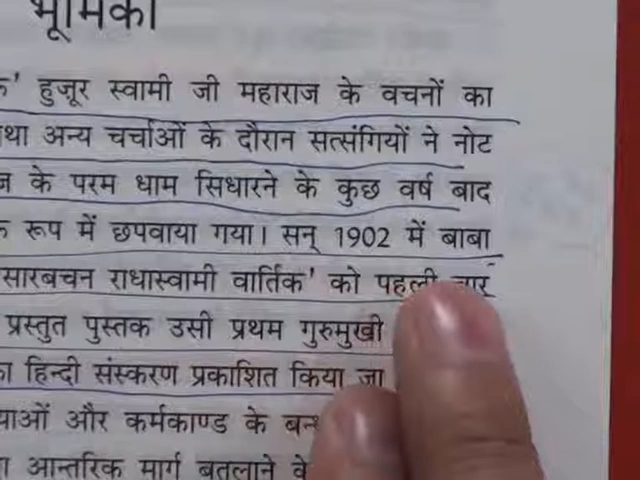 भूमिका
हुज़ूर स्वामी जी महाराज के वचनों का
अन्य चर्चाओं के दौरान सत्संगियों ने नोट
के परम धाम सिधारने के कुछ वर्ष बाद
रूप में छपवाया गया। सन् 1902 में बाबा
सारबचन राधास्वामी वार्तिक' को पहली बार
प्रस्तुत पुस्तक उसी प्रथम गुरुमुखी
हिन्दी संस्करण प्रकाशित किया जा
और कर्मकाण्ड के
आन्तरिक मार्ग बतलाने